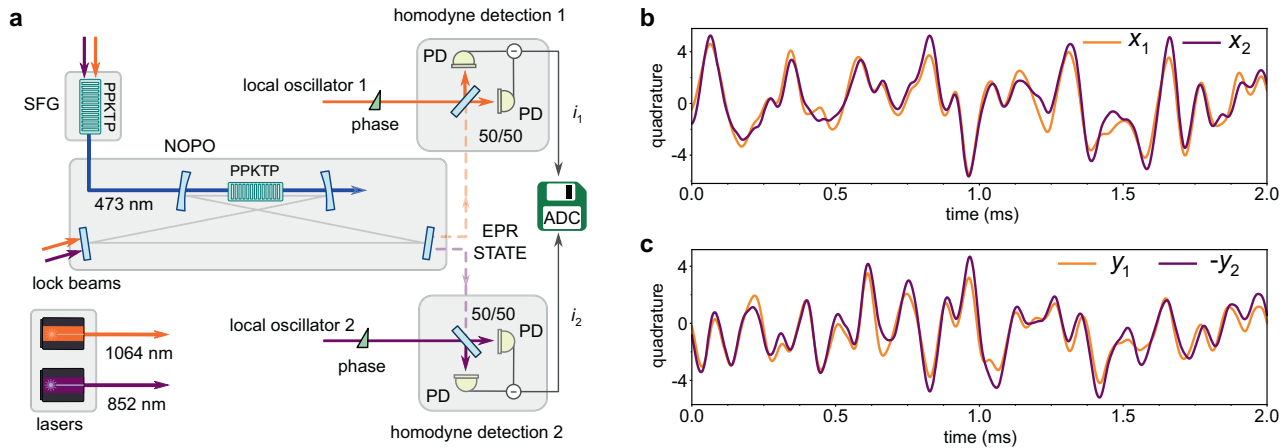 a
homodyne detection 1
PD
local oscillator 1
PD
SFG
PPKTP
phase
50/50
i1
NOPO
PPKTP
473 nm
ADC
EPR
STATE
lock beams
50/50
i2
local oscillator 2
PD
1064 nm
phase
PD
852 nm
lasers
homodyne detection 2
b
x1 x2
quadrature
4
0
-4
0.0 0.5 1.0 1.5 2.0
time (ms)
c
y1 -y2
quadrature
4
0
-4
0.0 0.5 1.0 1.5 2.0
time (ms)